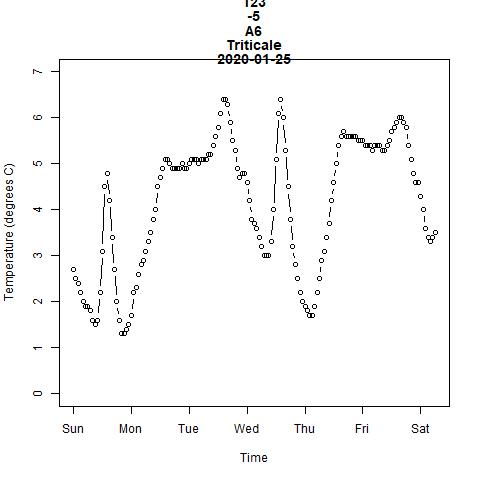 123
-5
A6
Triticale
2020-01-25
Temperature (degrees C)
7
6
5
4
3
2
1
0
Sun Mon Tue Wed Thu Fri Sat
Time